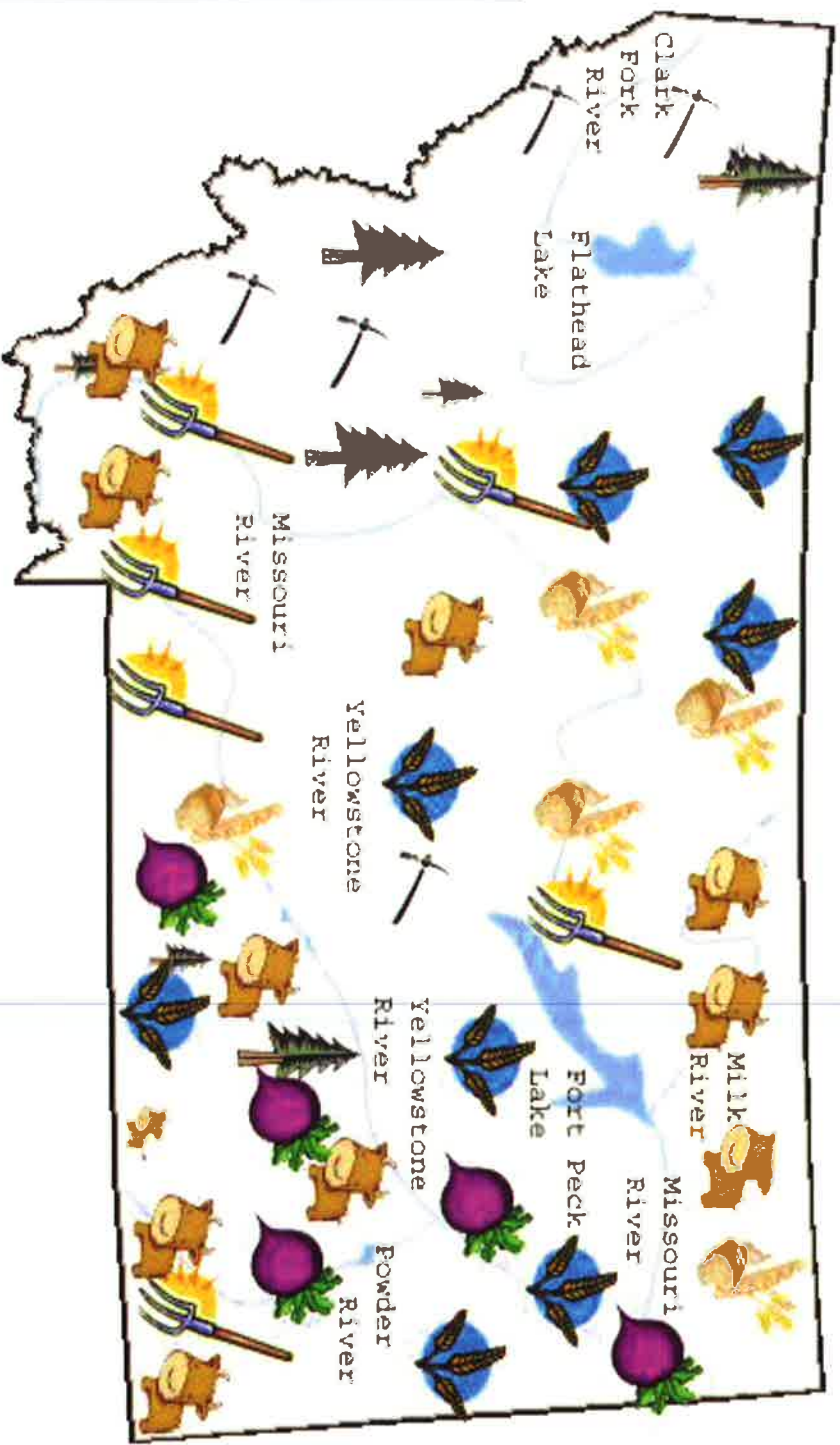 Clark
Fork
River
Flathead
Lake
Missouri
River
Yellowstone
River
Milk
River
Missouri
River
Fort Peck
Lake
Yellowstone
River
Powder
River